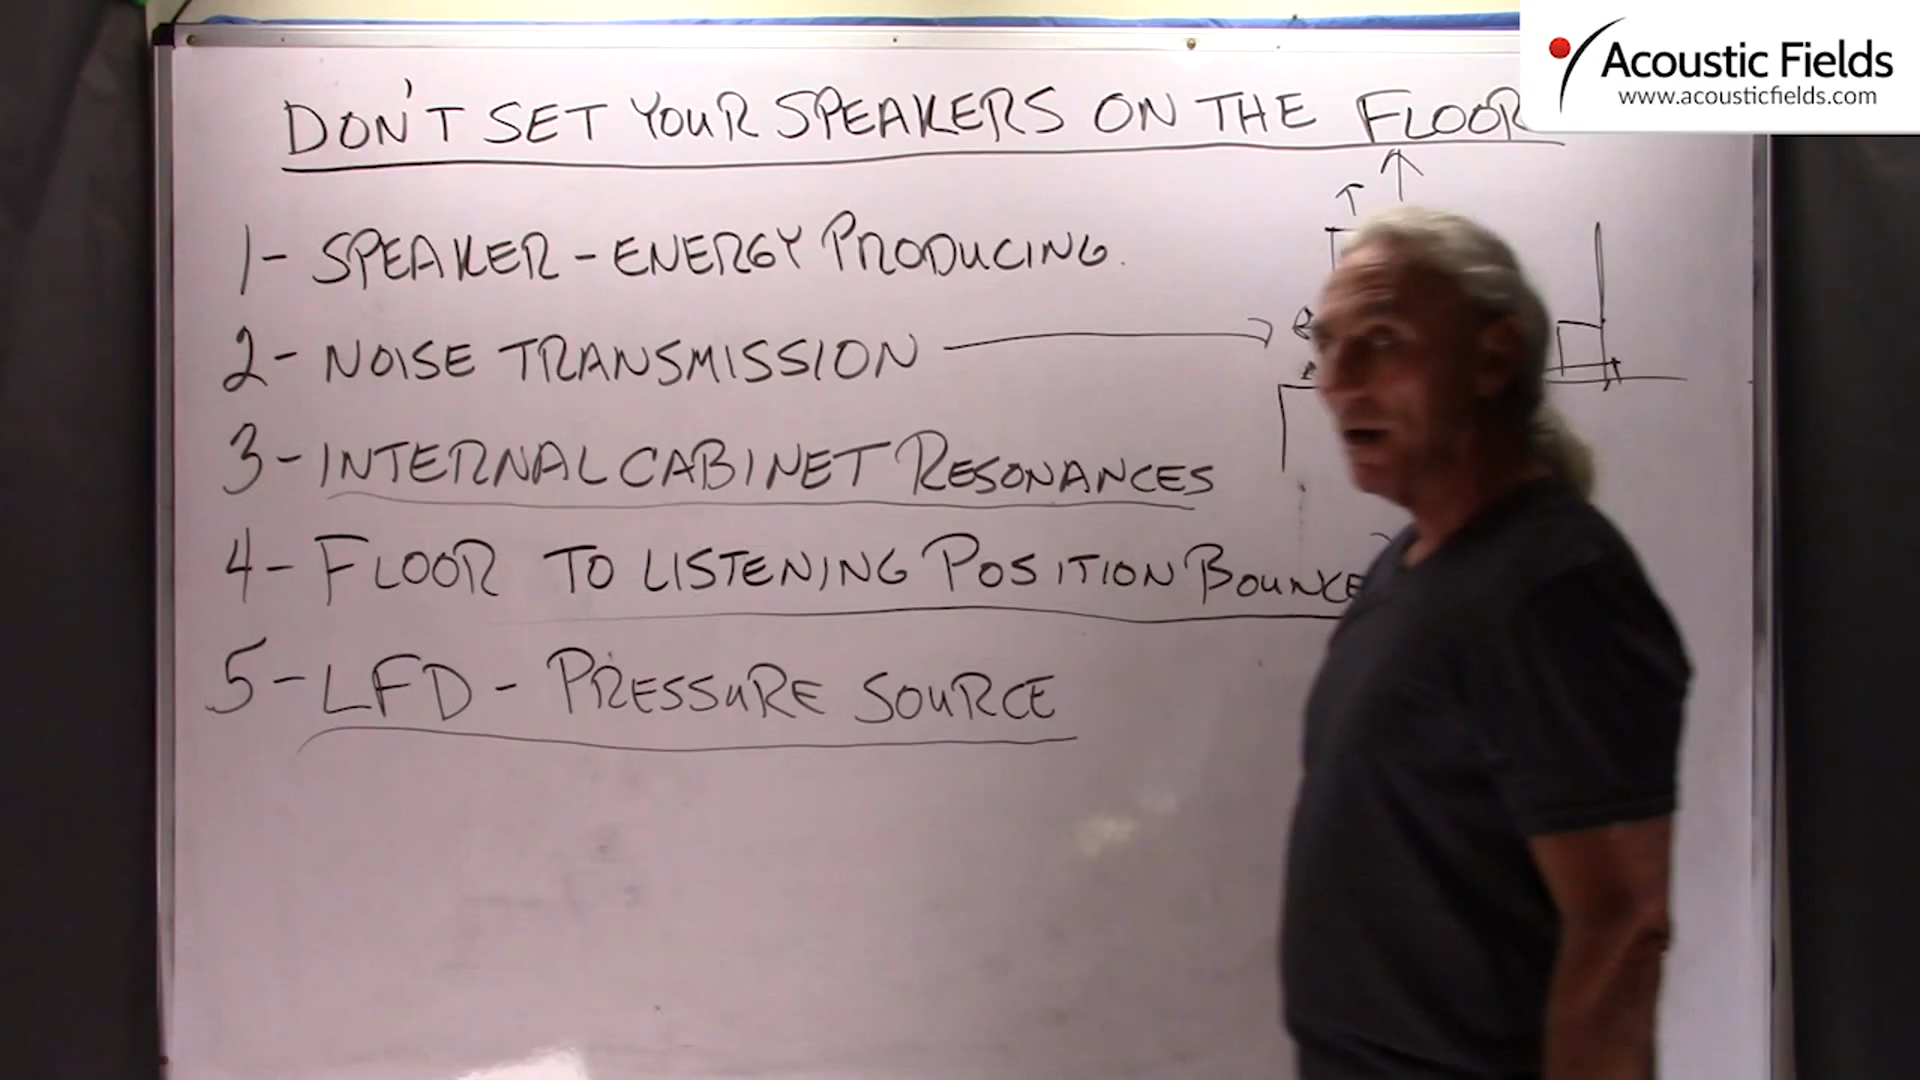 Acoustic Fields
www.acousticfields.com
DON'T SET YOUR SPEAKERS ON THE FLOOR
1- SPEAKER - ENERGY PRODUCING.
2- NOISE TRANSMISSION
3- INTERNAL CABINET RESONANCES
4- FLOOR TO LISTENING POSITION BOUNCE
5- LFD - PRESSURE SOURCE